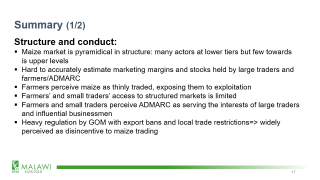 Summary (1/2)
Structure and conduct:
▪ Maize market is pyramidical in structure: many actors at lower tiers but few towards
is upper levels
▪ Hard to accurately estimate marketing margins and stocks held by large traders and
farmers/ADMARC
▪ Farmers perceive maize as thinly traded, exposing them to exploitation
▪ Farmers' and small traders' access to structured markets is limited
▪ Farmers and small traders perceive ADMARC as serving the interests of large traders
and influential businessmen
▪ Heavy regulation by GOM with export bans and local trade restrictions=> widely
perceived as disincentive to maize trading
MALAWI